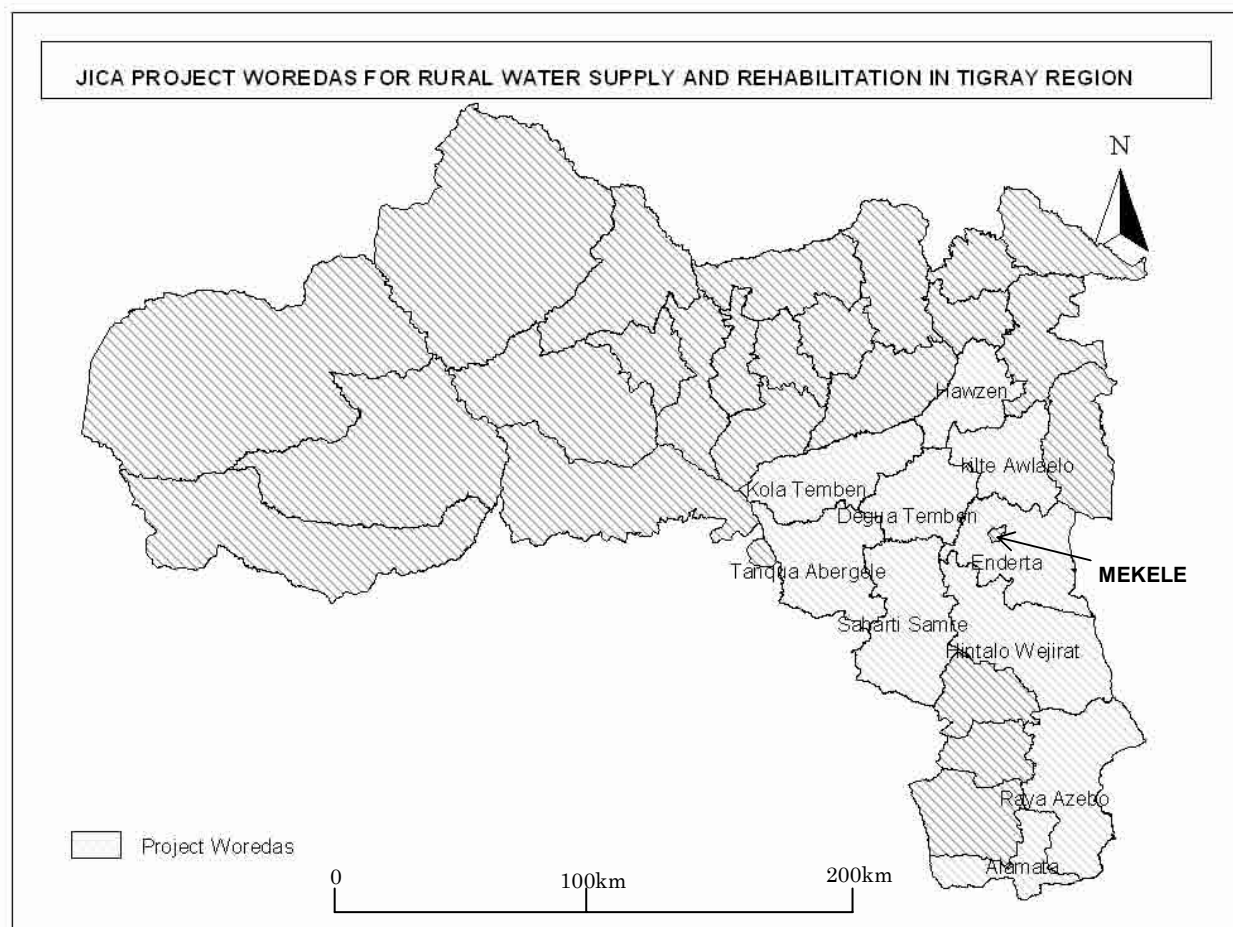 JICA PROJECT WOREDAS FOR RURAL WATER SUPPLY AND REHABILITATION IN TIGRAY REGION
N
Hawzen
kilte Awlaelo
Kola Temben
Degua Temben
Enderta
MEKELE
Tanqua Abergele
Saharti Samre
Hintalo Wejirat
Raya Azebo
Alamata
Project Woredas
0
100km
200km